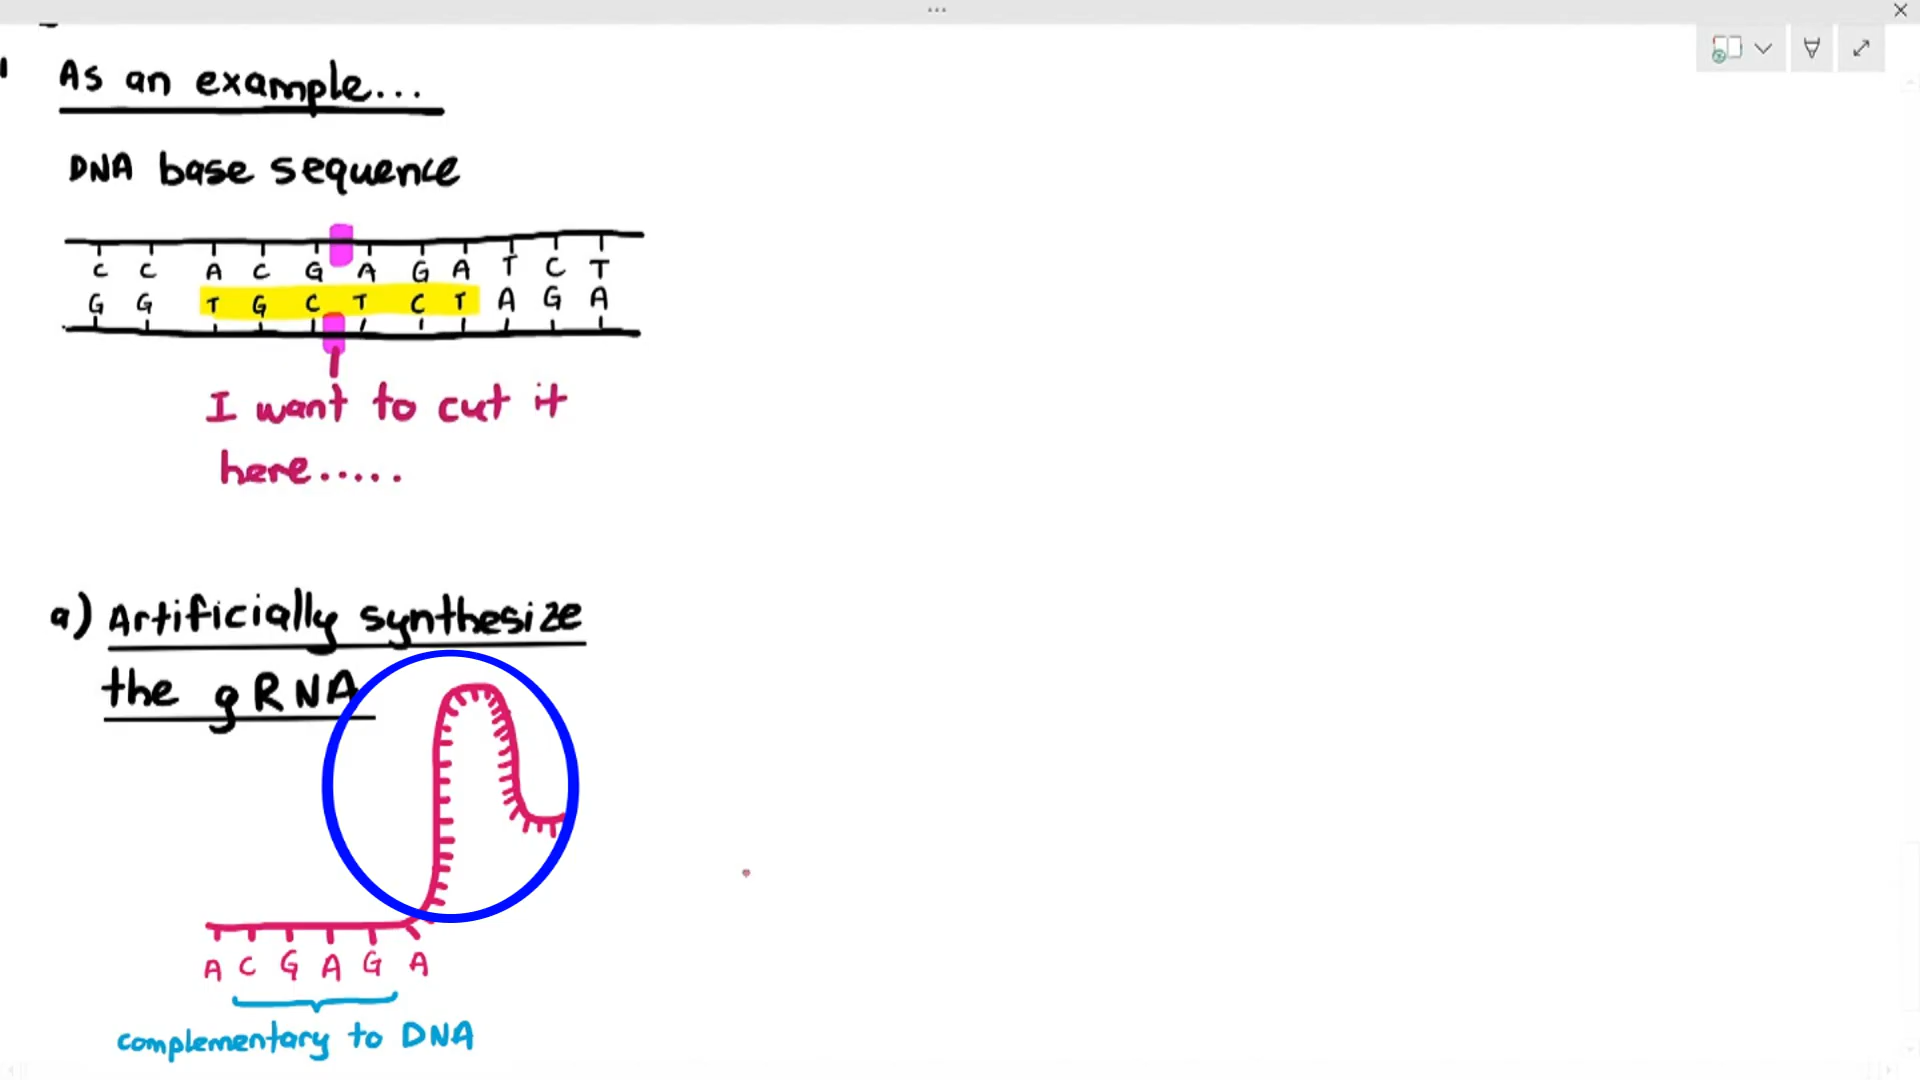 As an example...
DNA base sequence
C C A C G A G A T C T
G G T G C T C T A G A
I want to cut it
here.....
a) Artificially synthesize
the gRNA
A C G A G A
complementary to DNA